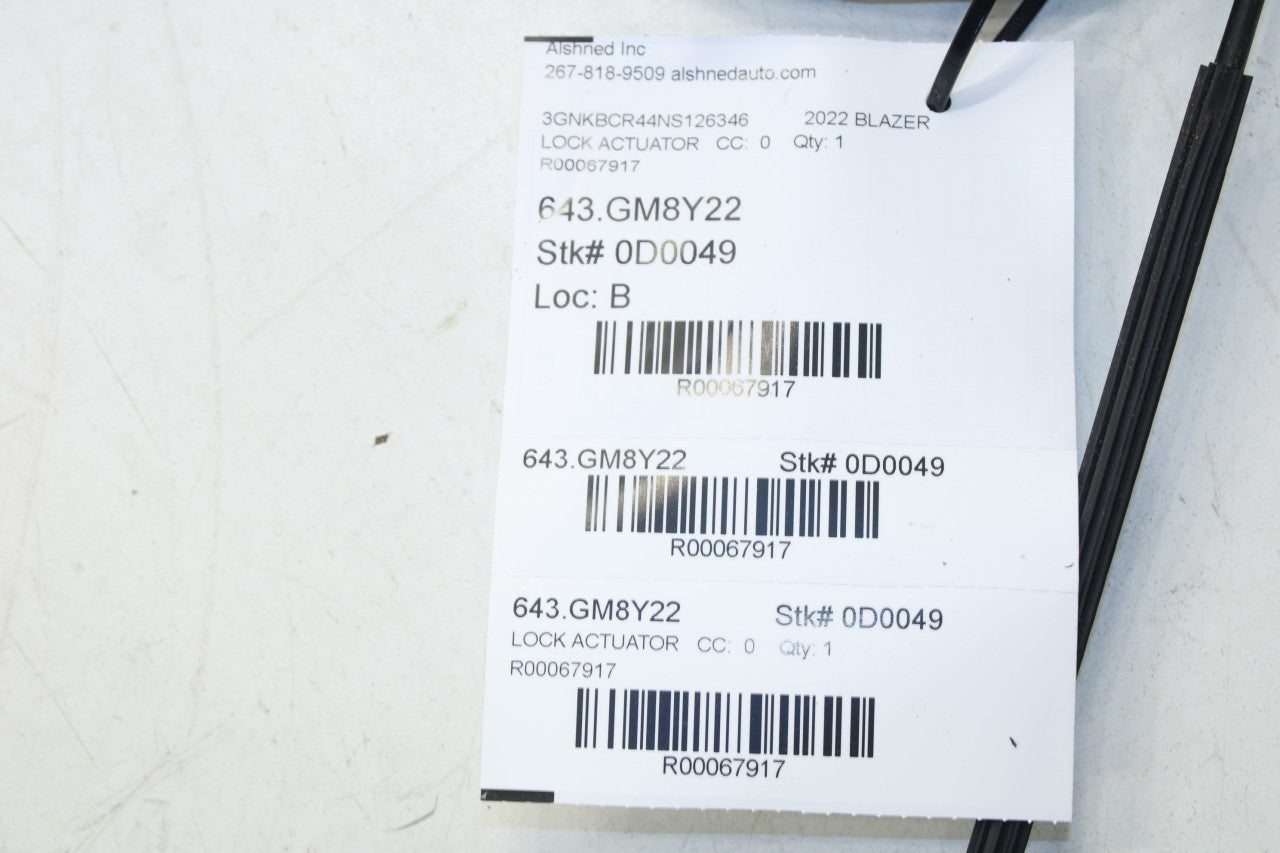 Alshned Inc
267-818-9509 alshnedauto.com
3GNKBCR44NS126346 2022 BLAZER
LOCK ACTUATOR CC: 0 Qty: 1
R00067917
643.GM8Y22
Stk# 0D0049
Loc: B
R00067917
643.GM8Y22 Stk# 0D0049
R00067917
643.GM8Y22 Stk# 0D0049
LOCK ACTUATOR CC: 0 Qty: 1
R00067917
R00067917